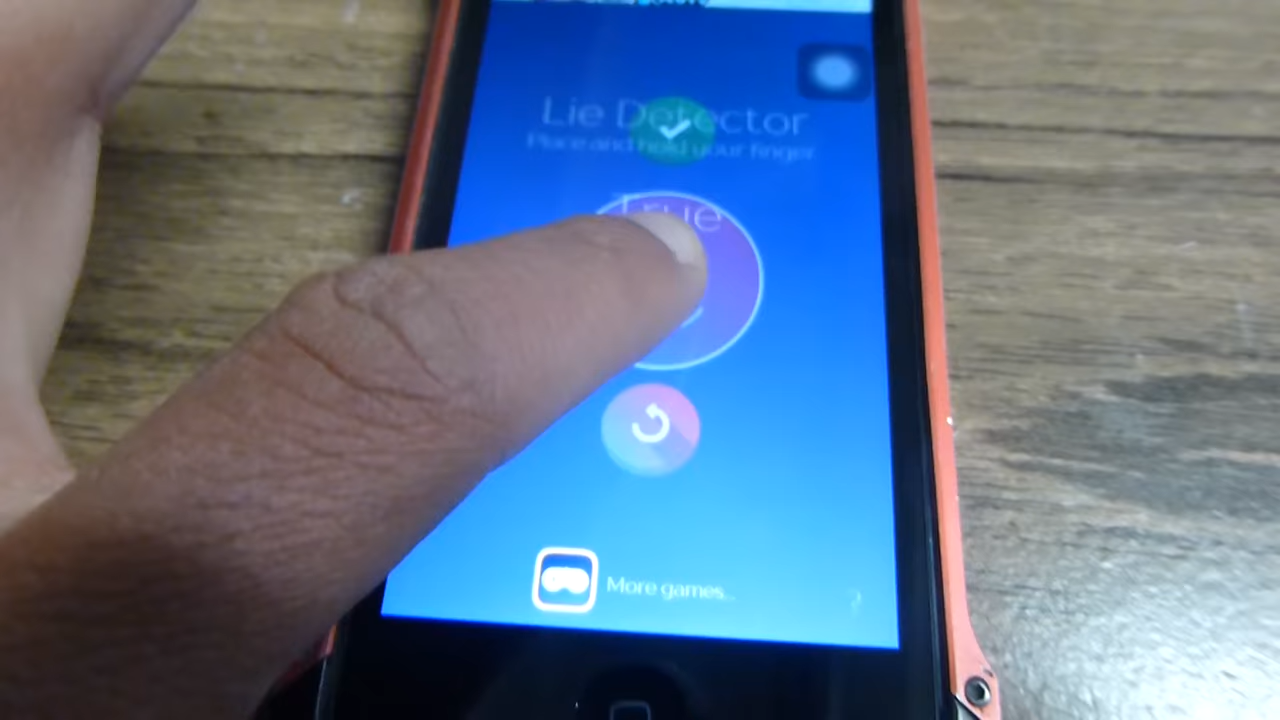 Lie Detector
Place and hold your finger
True
More games...
?